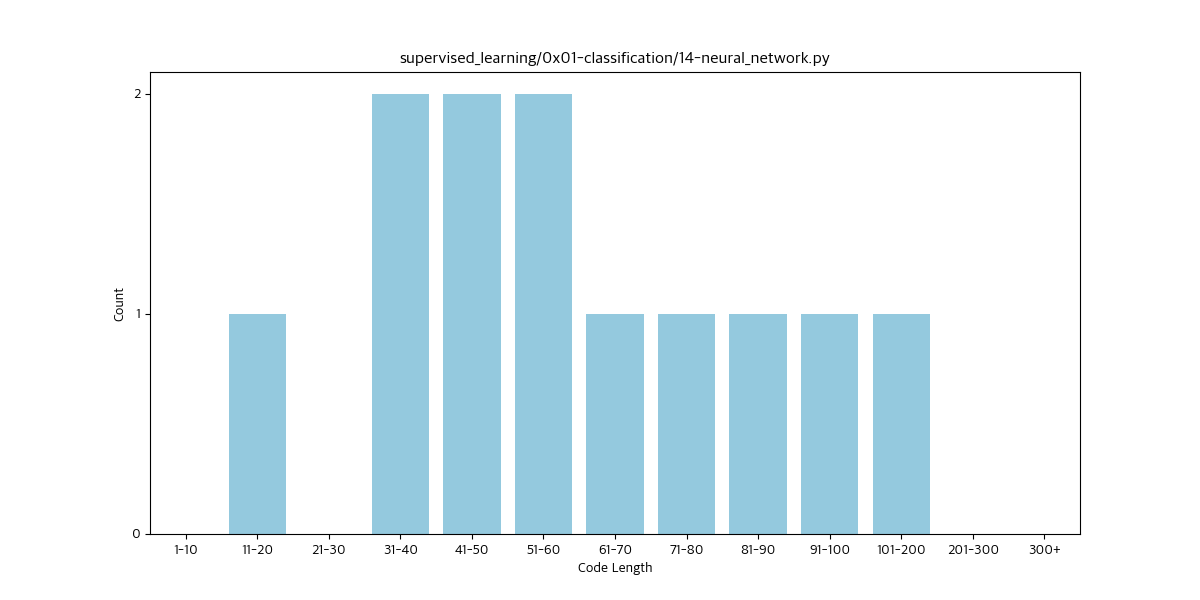 supervised_learning/0x01-classification/14-neural_network.py
Count
2
1
0
1-10 11-20 21-30 31-40 41-50 51-60 61-70 71-80 81-90 91-100 101-200 201-300 300+
Code Length